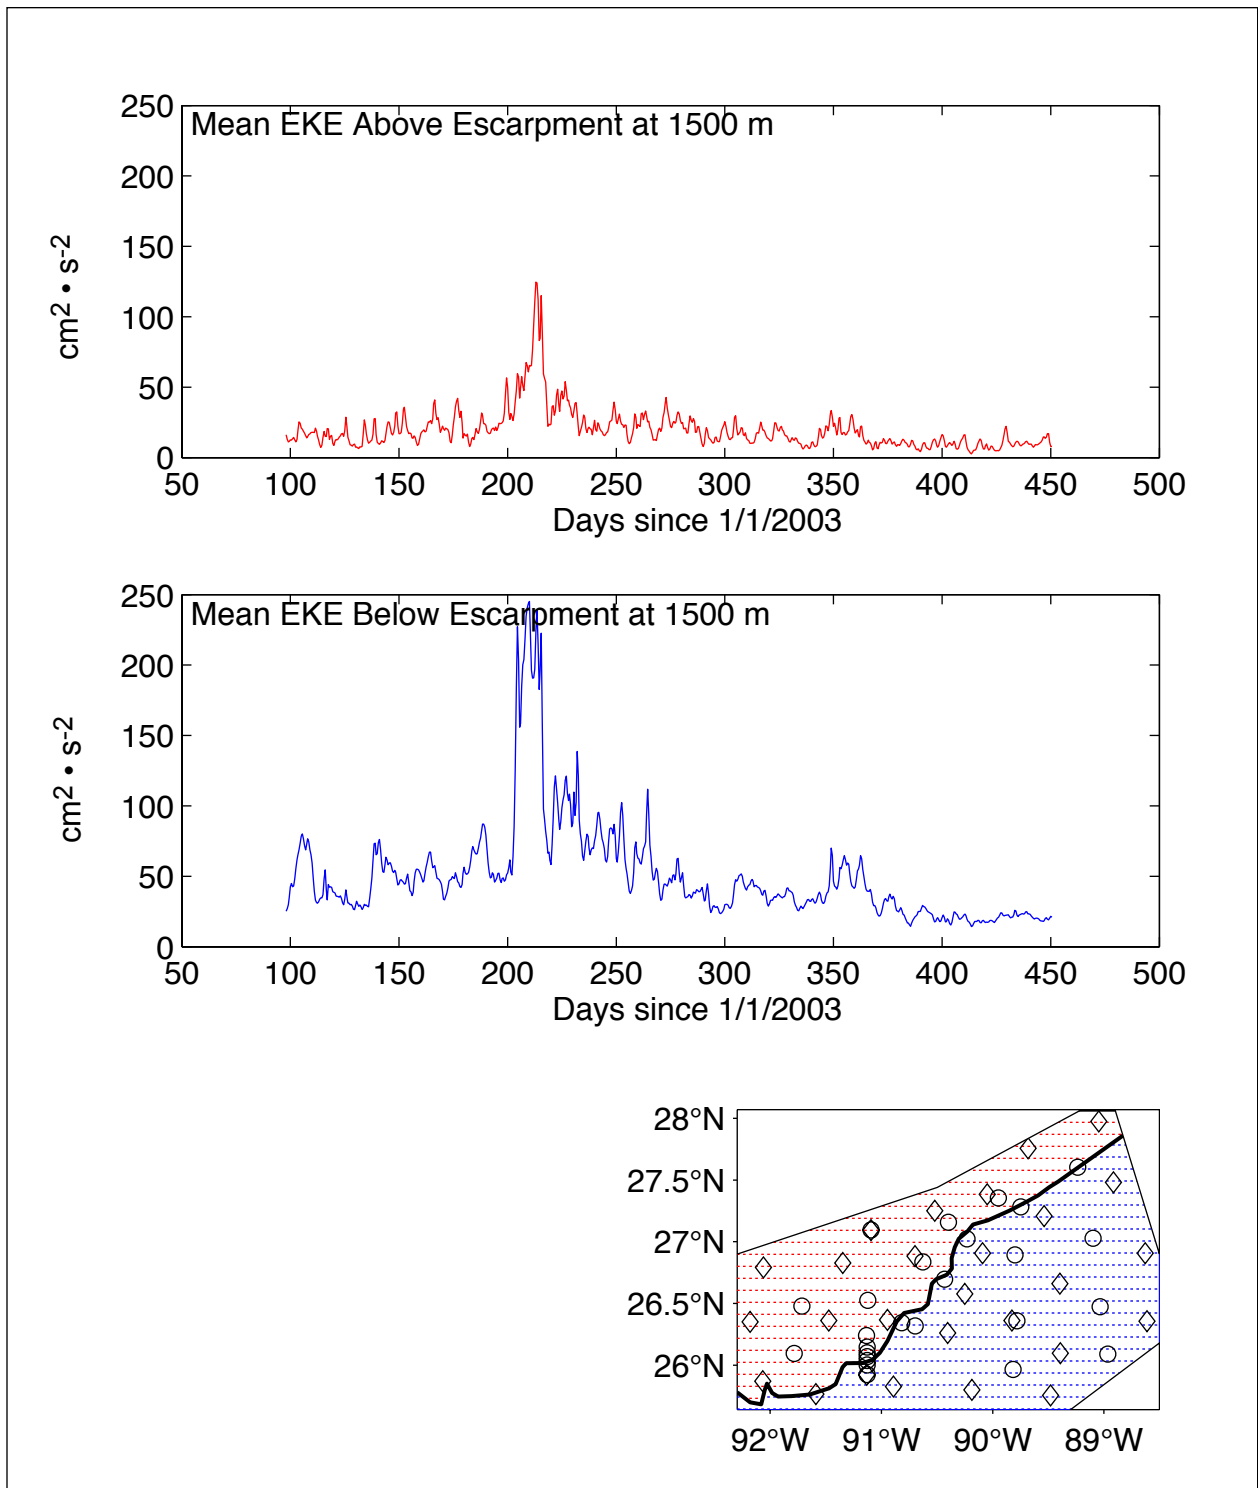 250
Mean EKE Above Escarpment at 1500 m
200
150
100
50
0
cm² • s⁻²
50 100 150 200 250 300 350 400 450 500
Days since 1/1/2003
250
Mean EKE Below Escarpment at 1500 m
200
150
100
50
0
cm² • s⁻²
50 100 150 200 250 300 350 400 450 500
Days since 1/1/2003
28°N
27.5°N
27°N
26.5°N
26°N
92°W 91°W 90°W 89°W